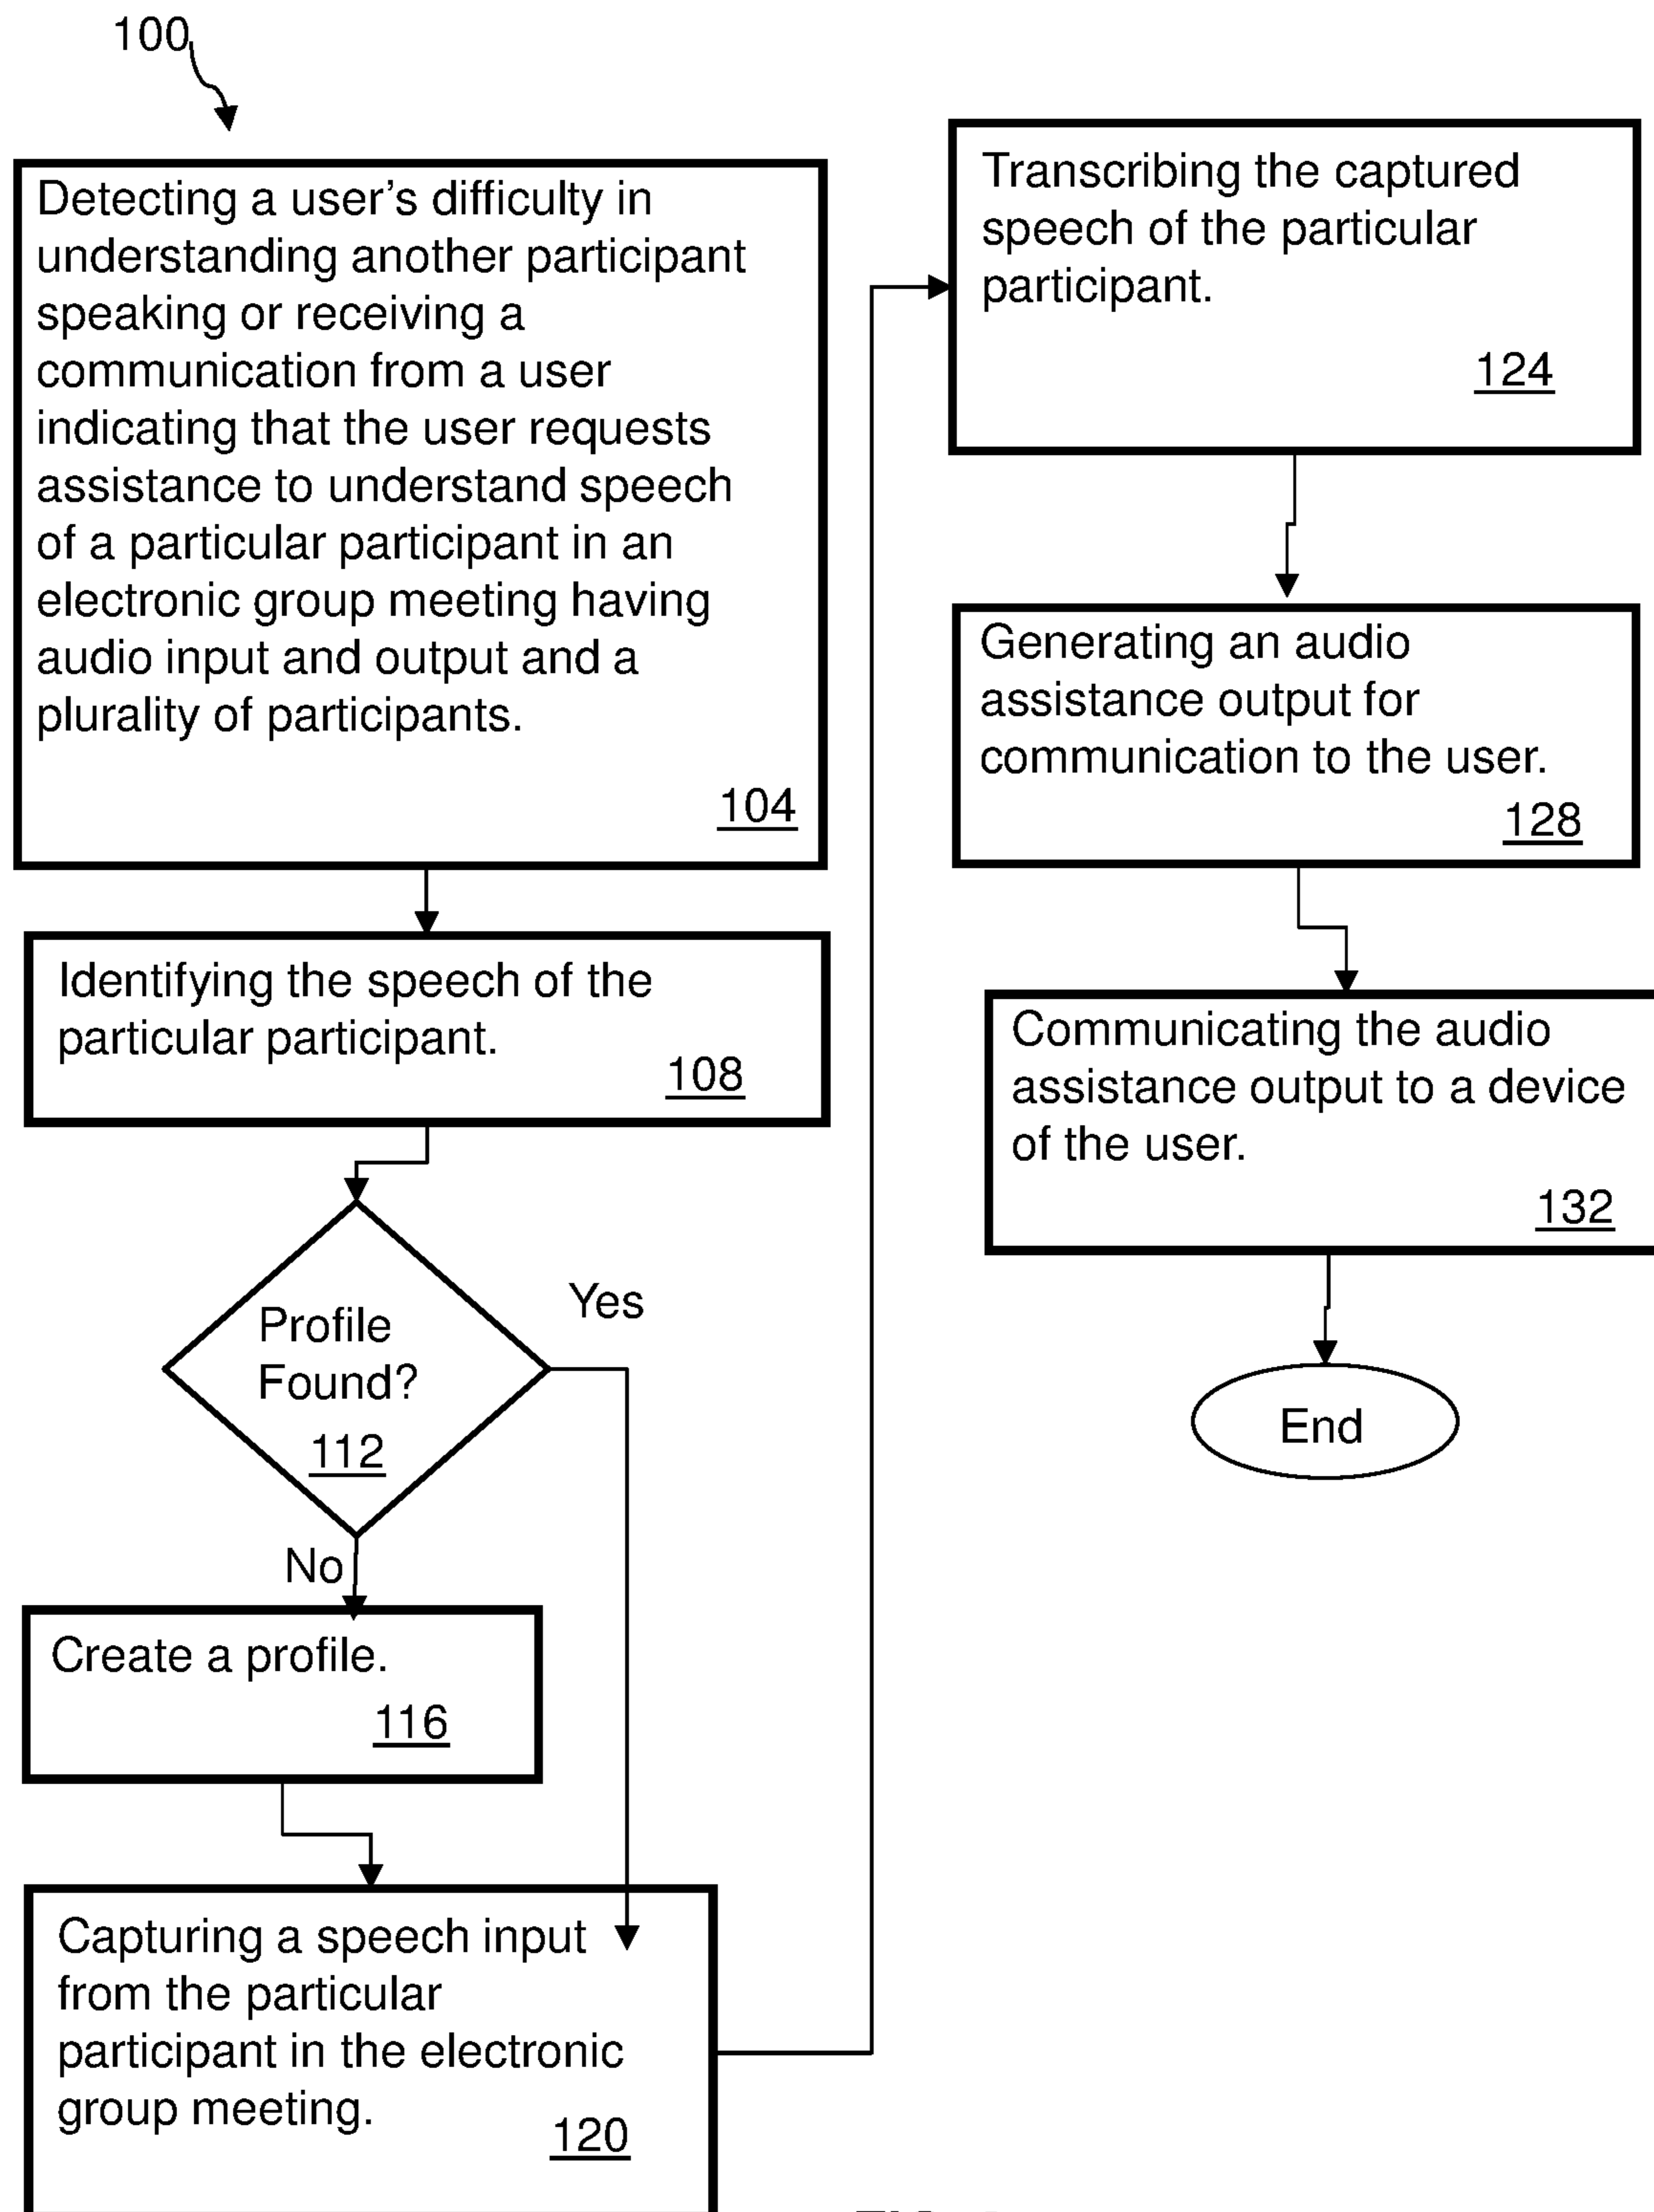 100
Detecting a user's difficulty in
understanding another participant
speaking or receiving a
communication from a user
indicating that the user requests
assistance to understand speech
of a particular participant in an
electronic group meeting having
audio input and output and a
plurality of participants.
104
Identifying the speech of the
particular participant.
108
Profile
Found?
112
Yes
No
Create a profile.
116
Capturing a speech input
from the particular
participant in the electronic
group meeting.
120
Transcribing the captured
speech of the particular
participant.
124
Generating an audio
assistance output for
communication to the user.
128
Communicating the audio
assistance output to a device
of the user.
132
End